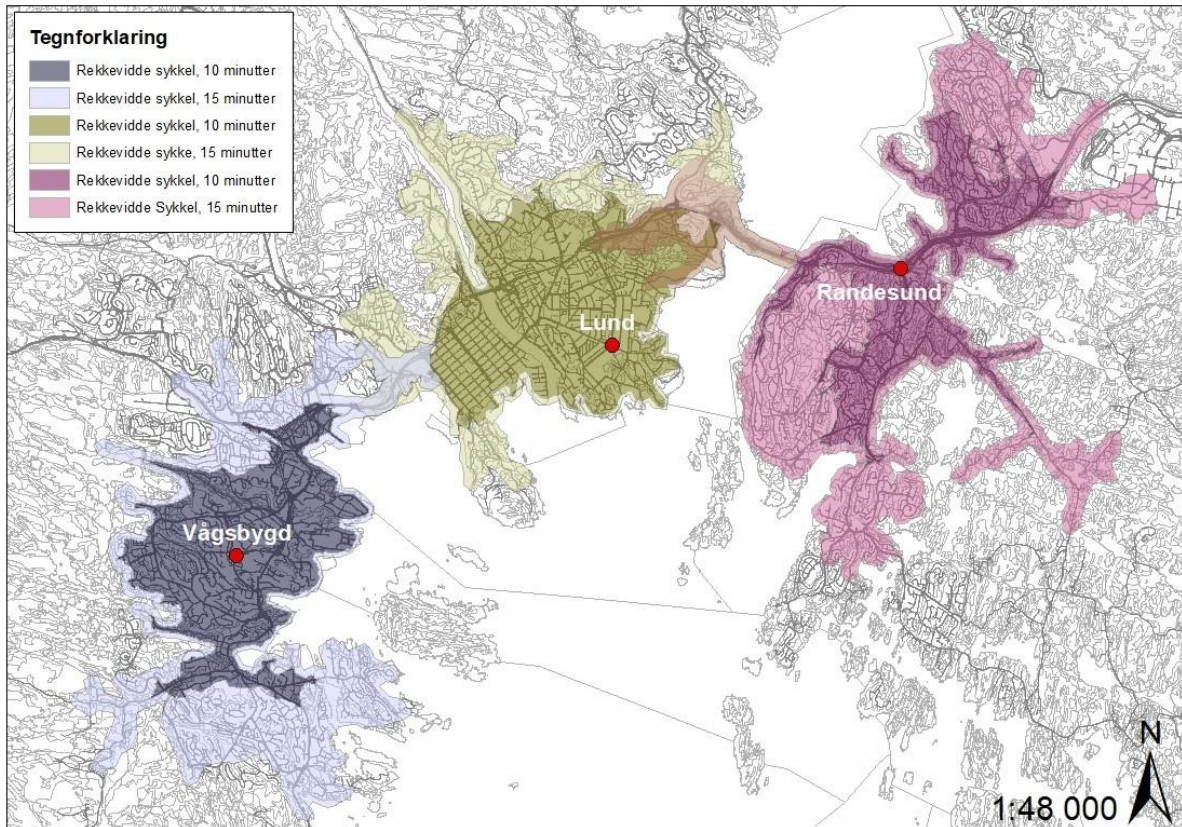 Tegnforklaring
Rekkevidde sykkel, 10 minutter
Rekkevidde sykkel, 15 minutter
Rekkevidde sykkel, 10 minutter
Rekkevidde sykke, 15 minutter
Rekkevidde sykkel, 10 minutter
Rekkevidde Sykkel, 15 minutter
Randesund
Lund
Vågsbygd
N
1:48 000